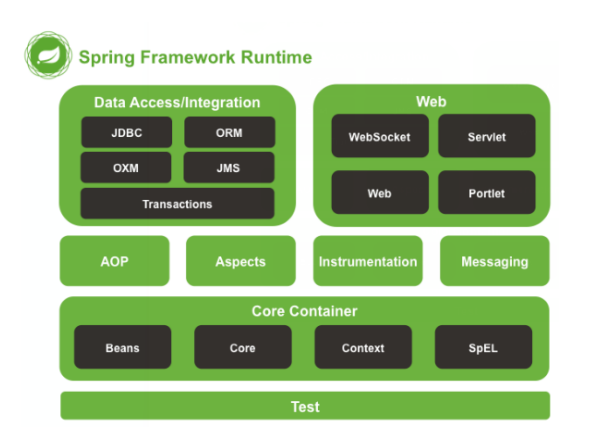 Spring Framework Runtime
Data Access/Integration
JDBC
ORM
OXM
JMS
Transactions
Web
WebSocket
Servlet
Web
Portlet
AOP
Aspects
Instrumentation
Messaging
Core Container
Beans
Core
Context
SpEL
Test